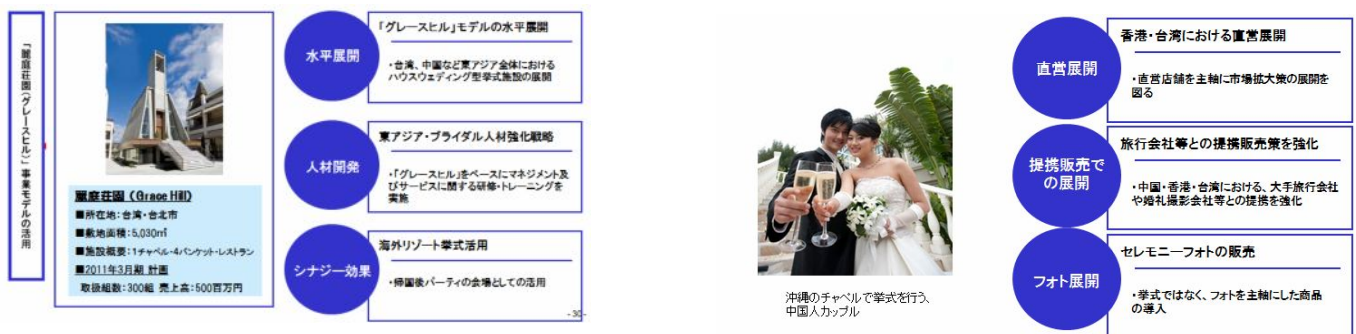 「麗庭荘園(グレースヒル)」事業モデルの活用
麗庭荘園(Grace Hill)
■所在地:台湾・台北市
■敷地面積:5,030㎡
■施設概要:1チャペル・4バンケット・レストラン
■2011年3月期 計画
取扱組数:300組 売上高:500百万円
水平展開
「グレースヒル」モデルの水平展開
・台湾、中国など東アジア全体における
ハウスウェディング型挙式施設の展開
人材開発
東アジア・ブライダル人材強化戦略
・「グレースヒル」をベースにマネジメント及
びサービスに関する研修・トレーニングを
実施
シナジー効果
海外リゾート挙式活用
・帰国後パーティの会場としての活用
-30-
沖縄のチャペルで挙式を行う、
中国人カップル
直営展開
香港・台湾における直営展開
・直営店舗を主軸に市場拡大策の展開を
図る
提携販売で
の展開
旅行会社等との提携販売策を強化
・中国・香港・台湾における、大手旅行会社
や婚礼撮影会社等との提携を強化
フォト展開
セレモニーフォトの販売
・挙式ではなく、フォトを主軸にした商品
の導入